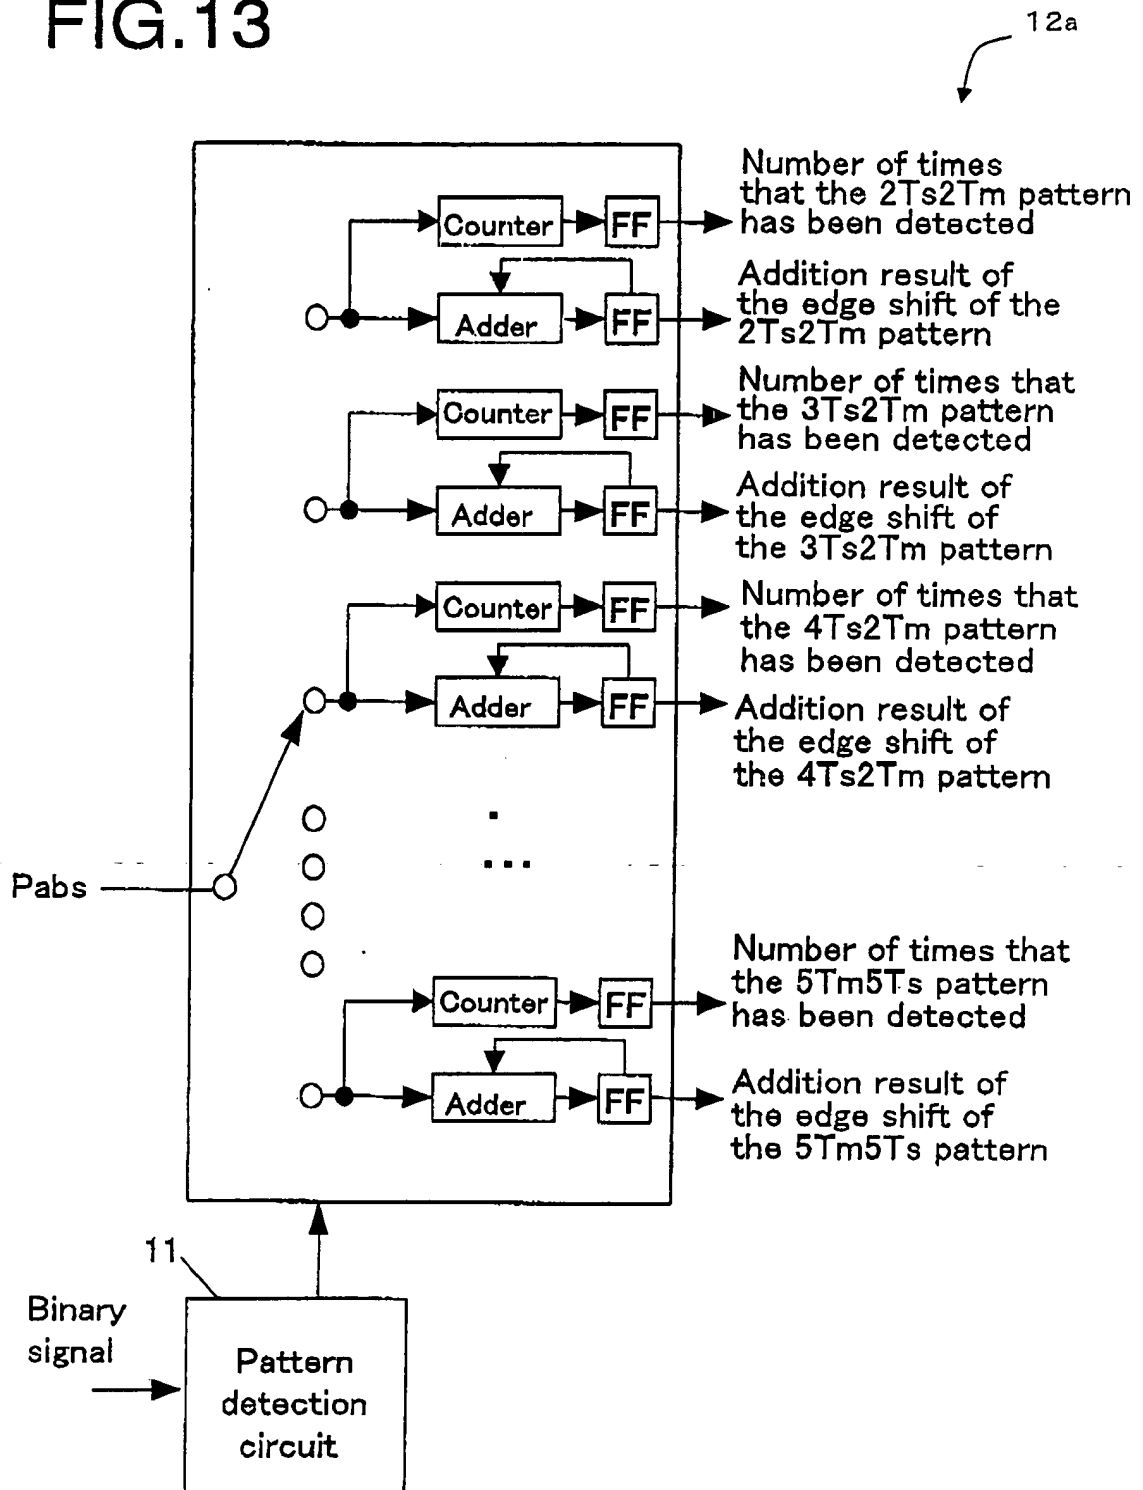 FIG.13
12a
Counter
FF
Number of times
that the 2Ts2Tm pattern
has been detected
Adder
FF
Addition result of
the edge shift of the
2Ts2Tm pattern
Counter
FF
Number of times that
the 3Ts2Tm pattern
has been detected
Adder
FF
Addition result of
the edge shift of
the 3Ts2Tm pattern
Counter
FF
Number of times that
the 4Ts2Tm pattern
has been detected
Adder
FF
Addition result of
the edge shift of
the 4Ts2Tm pattern
Pabs
Counter
FF
Number of times that
the 5Tm5Ts pattern
has been detected
Adder
FF
Addition result of
the edge shift of
the 5Tm5Ts pattern
11
Binary
signal
Pattern
detection
circuit